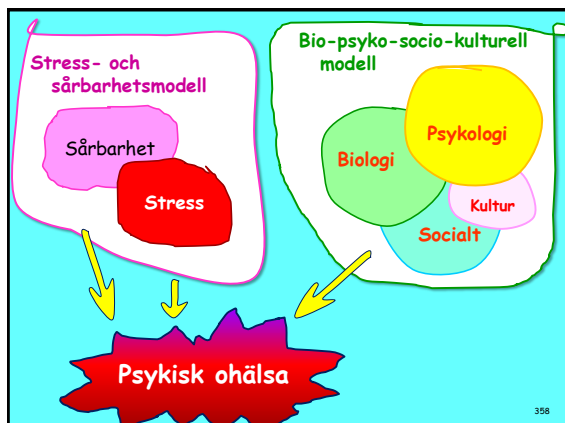 Stress- och
sårbarhetsmodell
Sårbarhet
Stress
Bio-psyko-socio-kulturell
modell
Psykologi
Biologi
Kultur
Socialt
Psykisk ohälsa
358